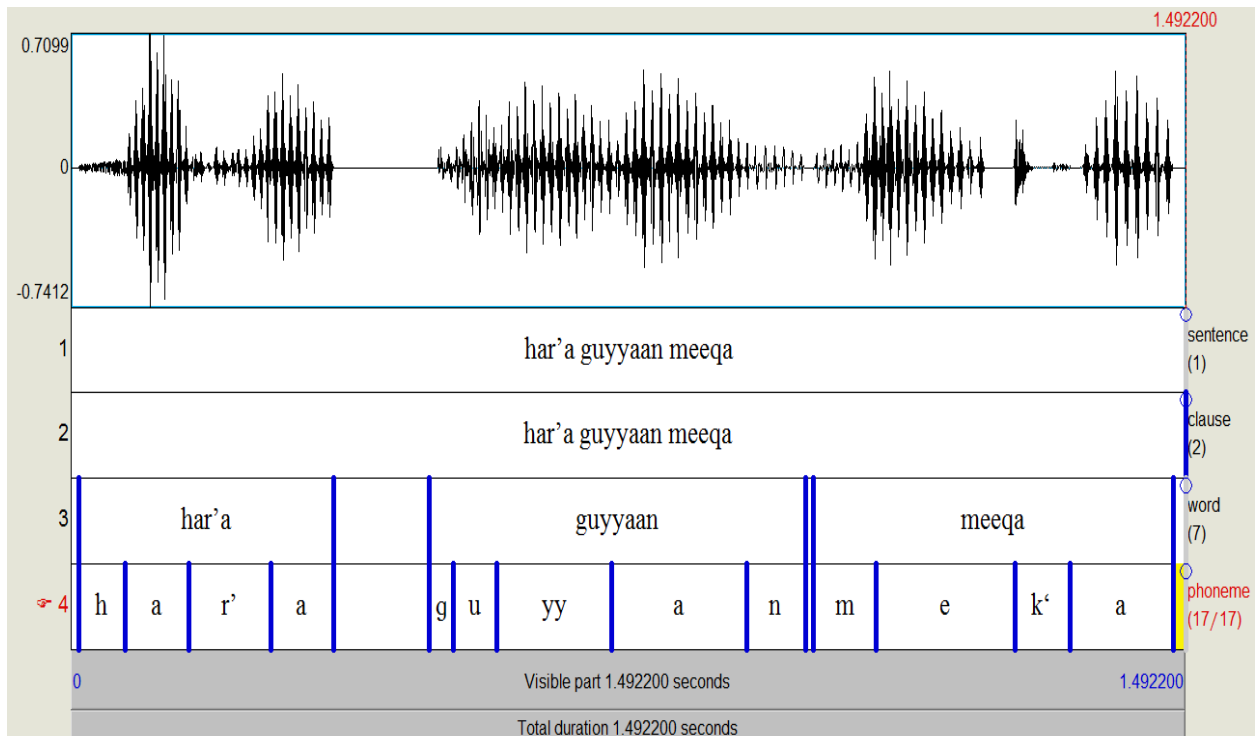 1.492200
0.7099
0
-0.7412
1 har’a guyyaan meeqa sentence (1)
2 har’a guyyaan meeqa clause (2)
3 har’a guyyaan meeqa word (7)
4 h a r’ a g u yy a n m e k‘ a phoneme (17/17)
0 Visible part 1.492200 seconds 1.492200
Total duration 1.492200 seconds